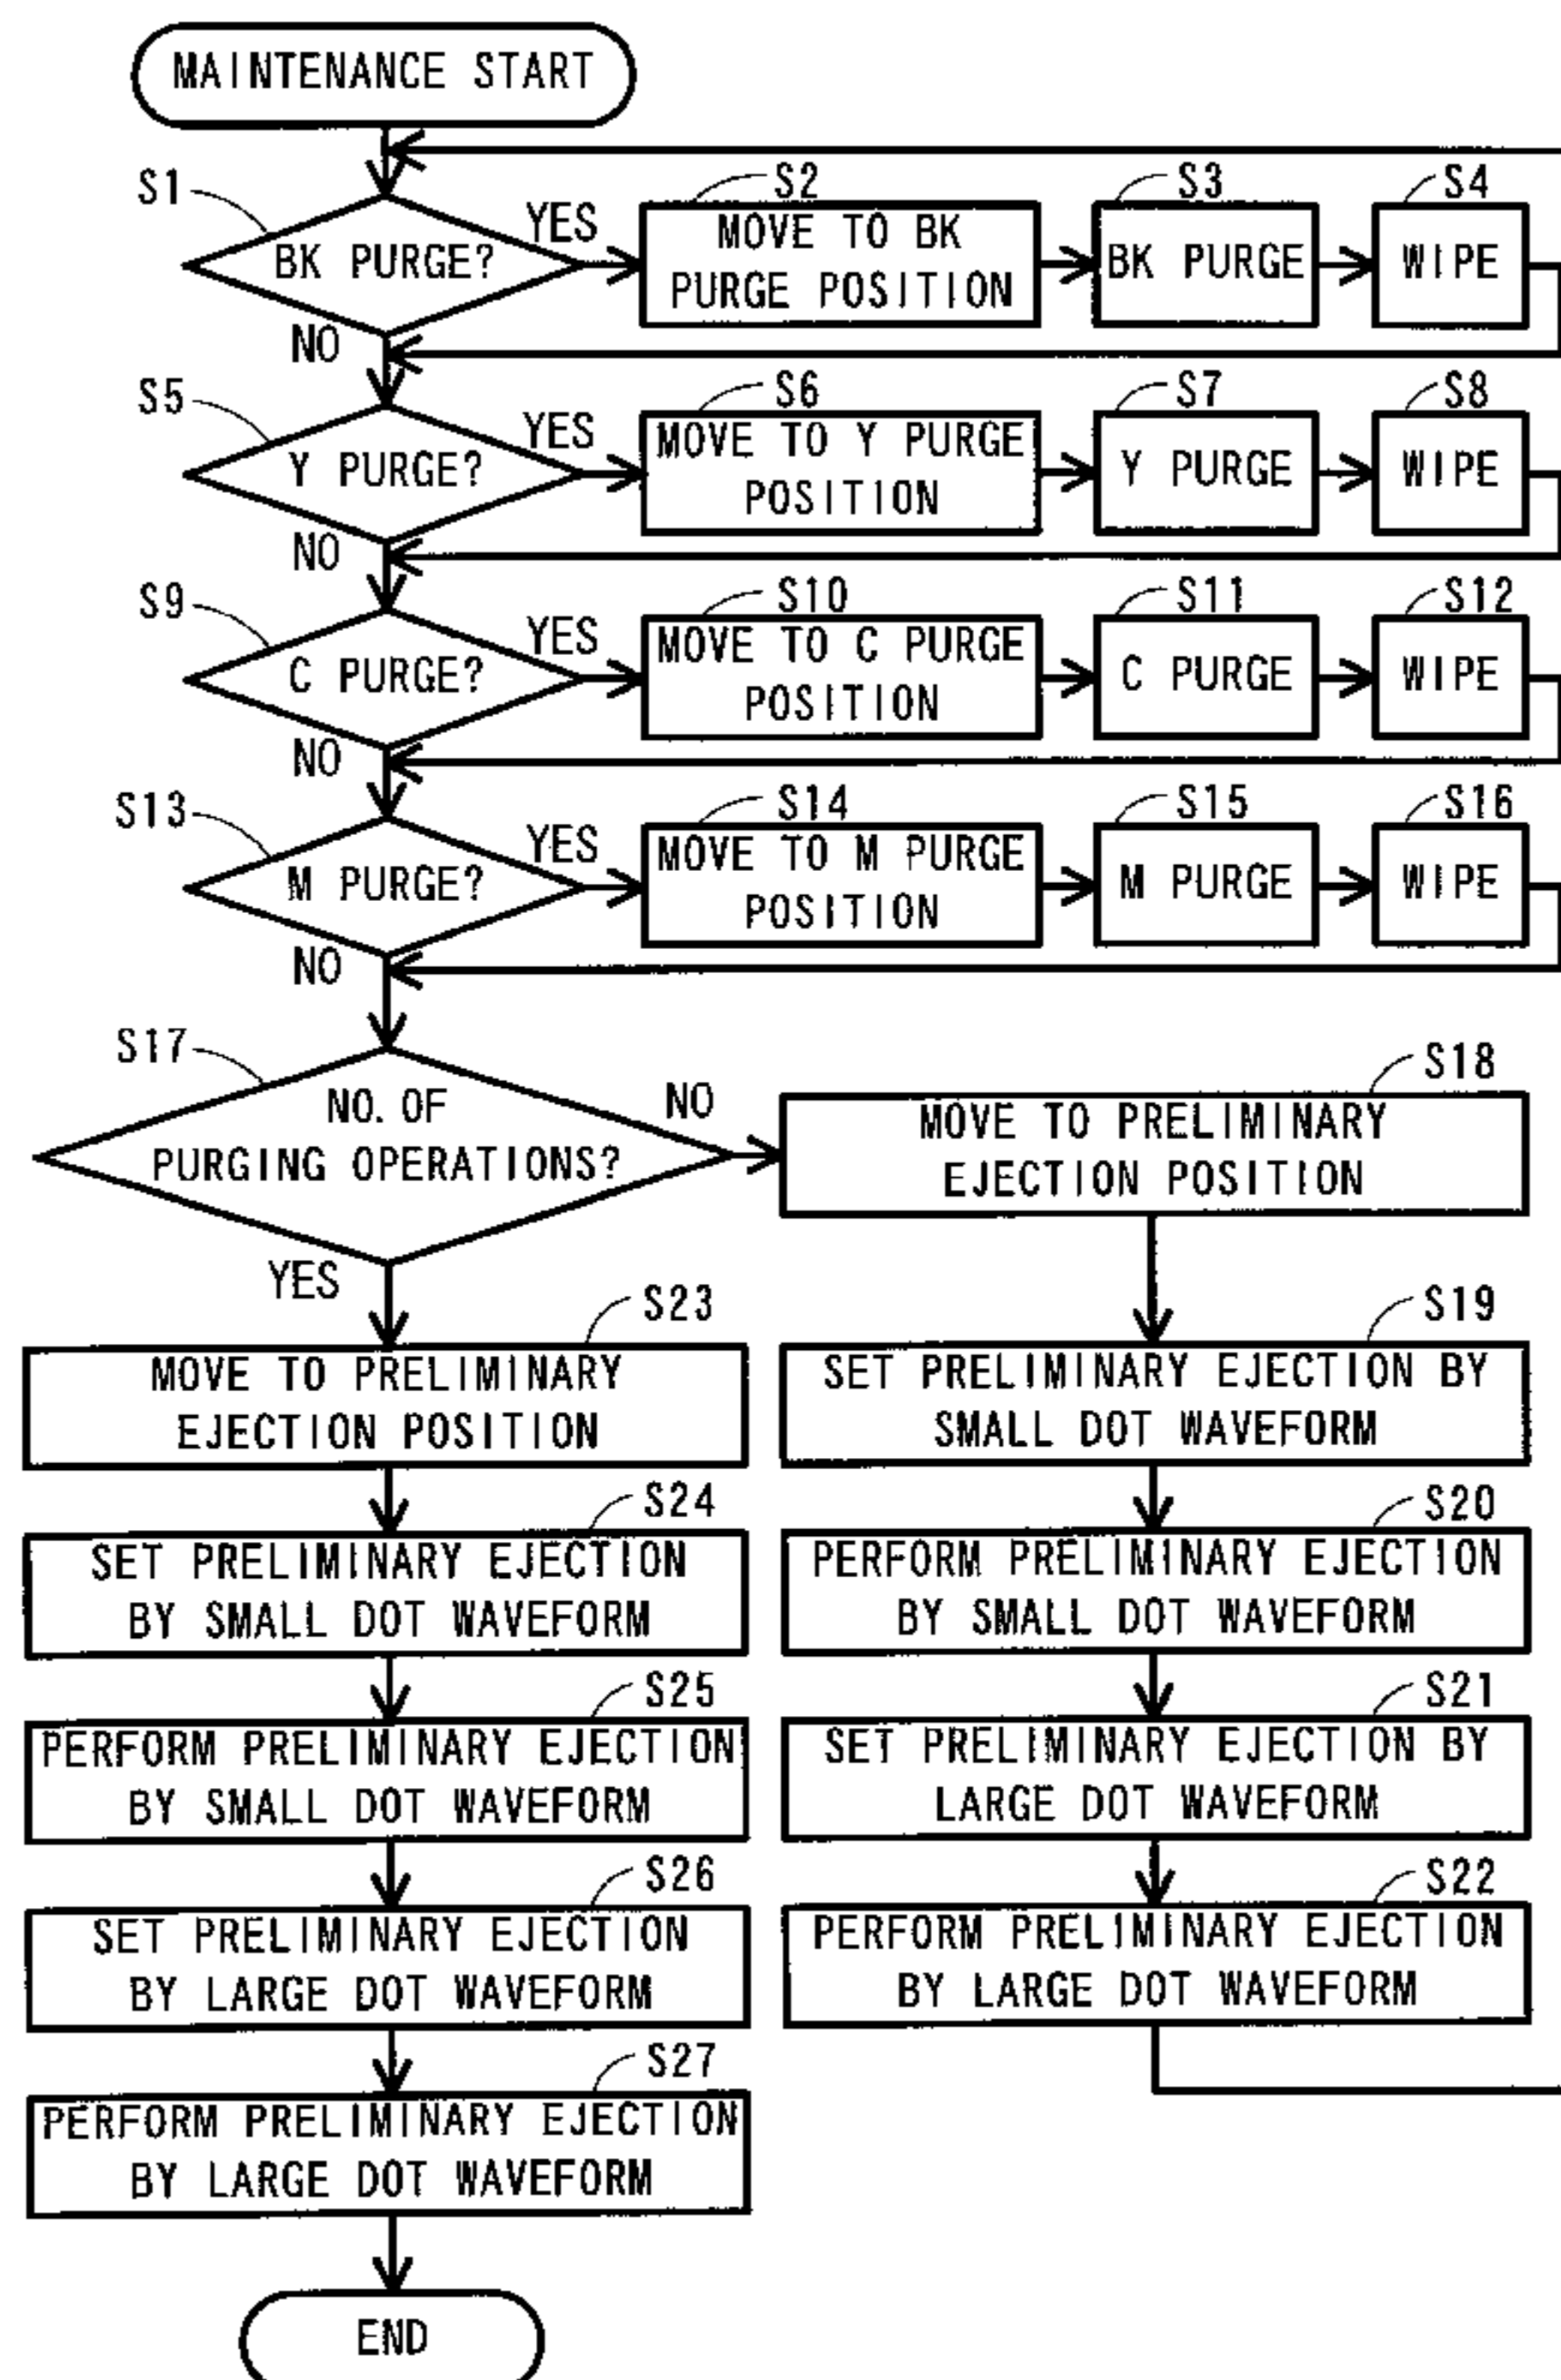 MAINTENANCE START
S1
BK PURGE?
YES
NO
S2
MOVE TO BK
PURGE POSITION
S3
BK PURGE
S4
WIPE
S5
Y PURGE?
YES
NO
S6
MOVE TO Y PURGE
POSITION
S7
Y PURGE
S8
WIPE
S9
C PURGE?
YES
NO
S10
MOVE TO C PURGE
POSITION
S11
C PURGE
S12
WIPE
S13
M PURGE?
YES
NO
S14
MOVE TO M PURGE
POSITION
S15
M PURGE
S16
WIPE
S17
NO. OF
PURGING OPERATIONS?
NO
YES
S18
MOVE TO PRELIMINARY
EJECTION POSITION
S19
SET PRELIMINARY EJECTION BY
SMALL DOT WAVEFORM
S20
PERFORM PRELIMINARY EJECTION
BY SMALL DOT WAVEFORM
S21
SET PRELIMINARY EJECTION BY
LARGE DOT WAVEFORM
S22
PERFORM PRELIMINARY EJECTION
BY LARGE DOT WAVEFORM
S23
MOVE TO PRELIMINARY
EJECTION POSITION
S24
SET PRELIMINARY EJECTION
BY SMALL DOT WAVEFORM
S25
PERFORM PRELIMINARY EJECTION
BY SMALL DOT WAVEFORM
S26
SET PRELIMINARY EJECTION
BY LARGE DOT WAVEFORM
S27
PERFORM PRELIMINARY EJECTION
BY LARGE DOT WAVEFORM
END